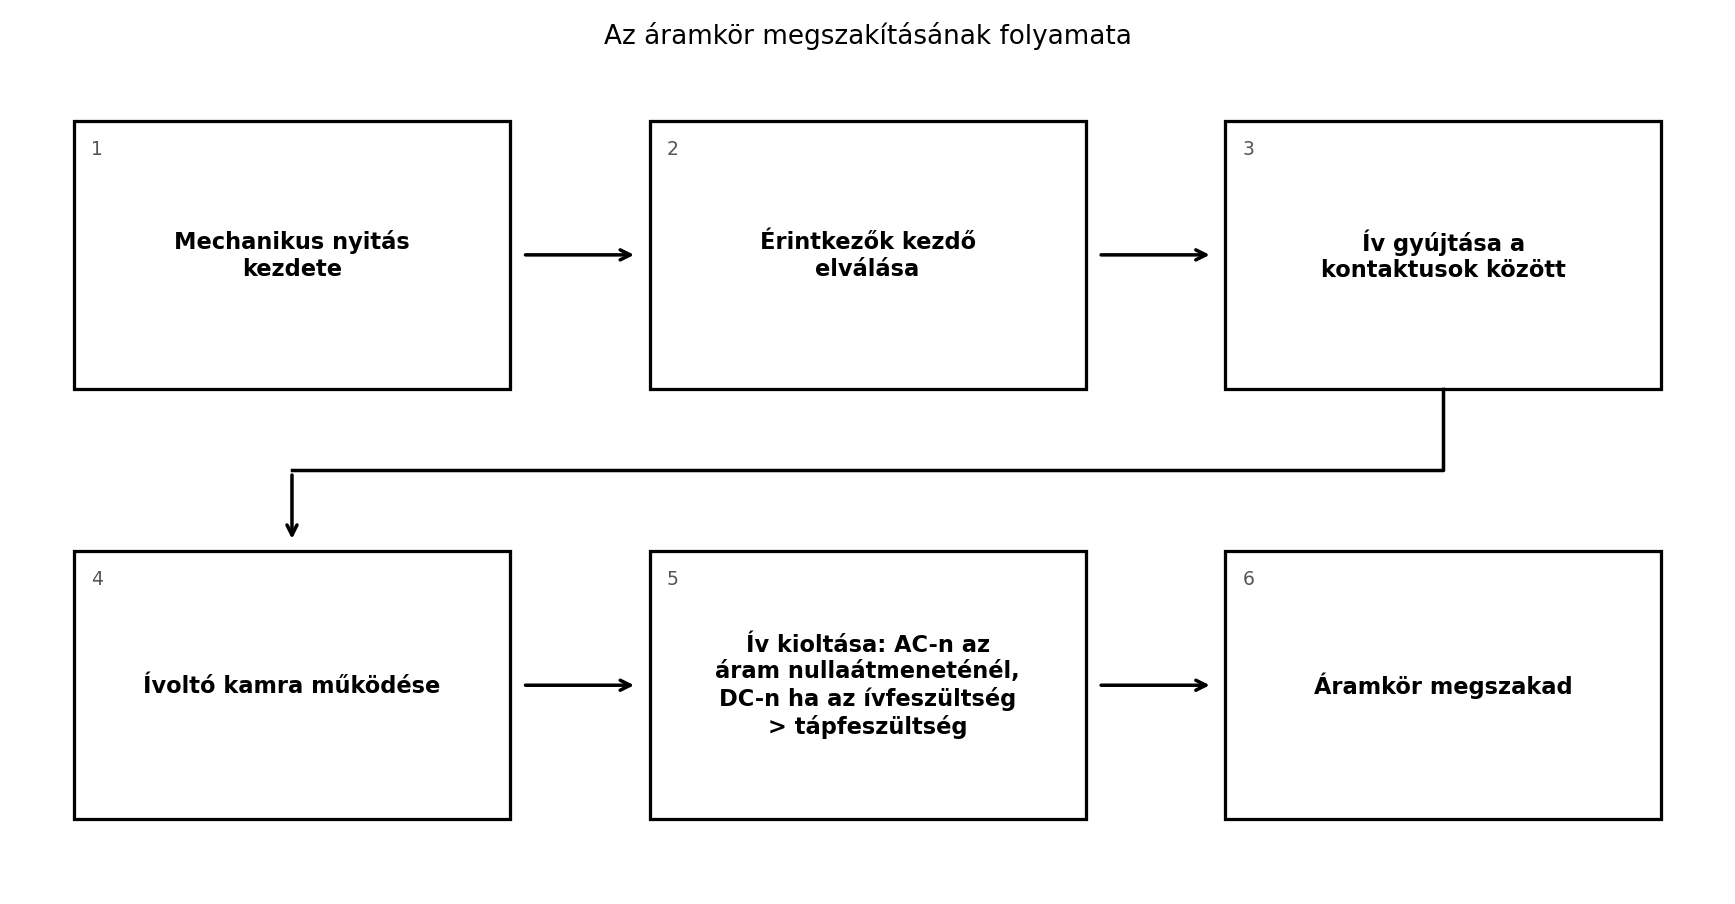 Az áramkör megszakításának folyamata
1
Mechanikus nyitás
kezdete
2
Érintkezők kezdő
elválása
3
Ív gyújtása a
kontaktusok között
4
Ívoltó kamra működése
5
Ív kioltása: AC-n az
áram nullaátmeneténél,
DC-n ha az ívfeszültség
> tápfeszültség
6
Áramkör megszakad